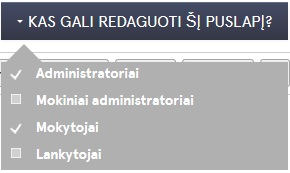 KAS GALI REDAGUOTI ŠĮ PUSLAPĮ?
Administratoriai
Mokiniai administratoriai
Mokytojai
Lankytojai